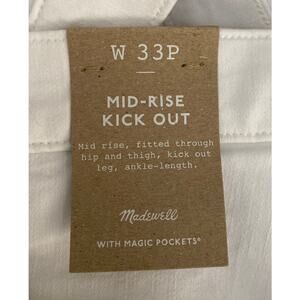 W 33P
MID-RISE
KICK OUT
Mid rise, fitted through
hip and thigh, kick out
leg, ankle-length.
Madewell
WITH MAGIC POCKETS®